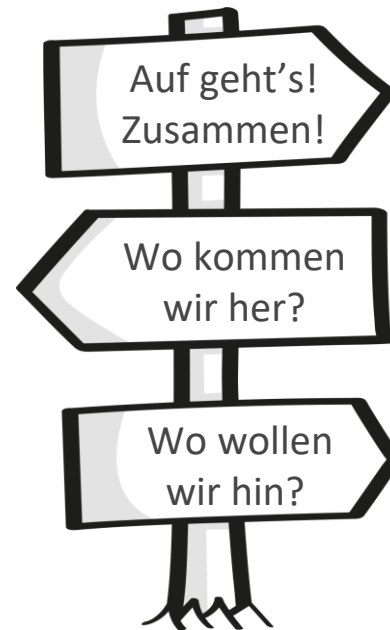 Auf geht’s!
Zusammen!
Wo kommen
wir her?
Wo wollen
wir hin?